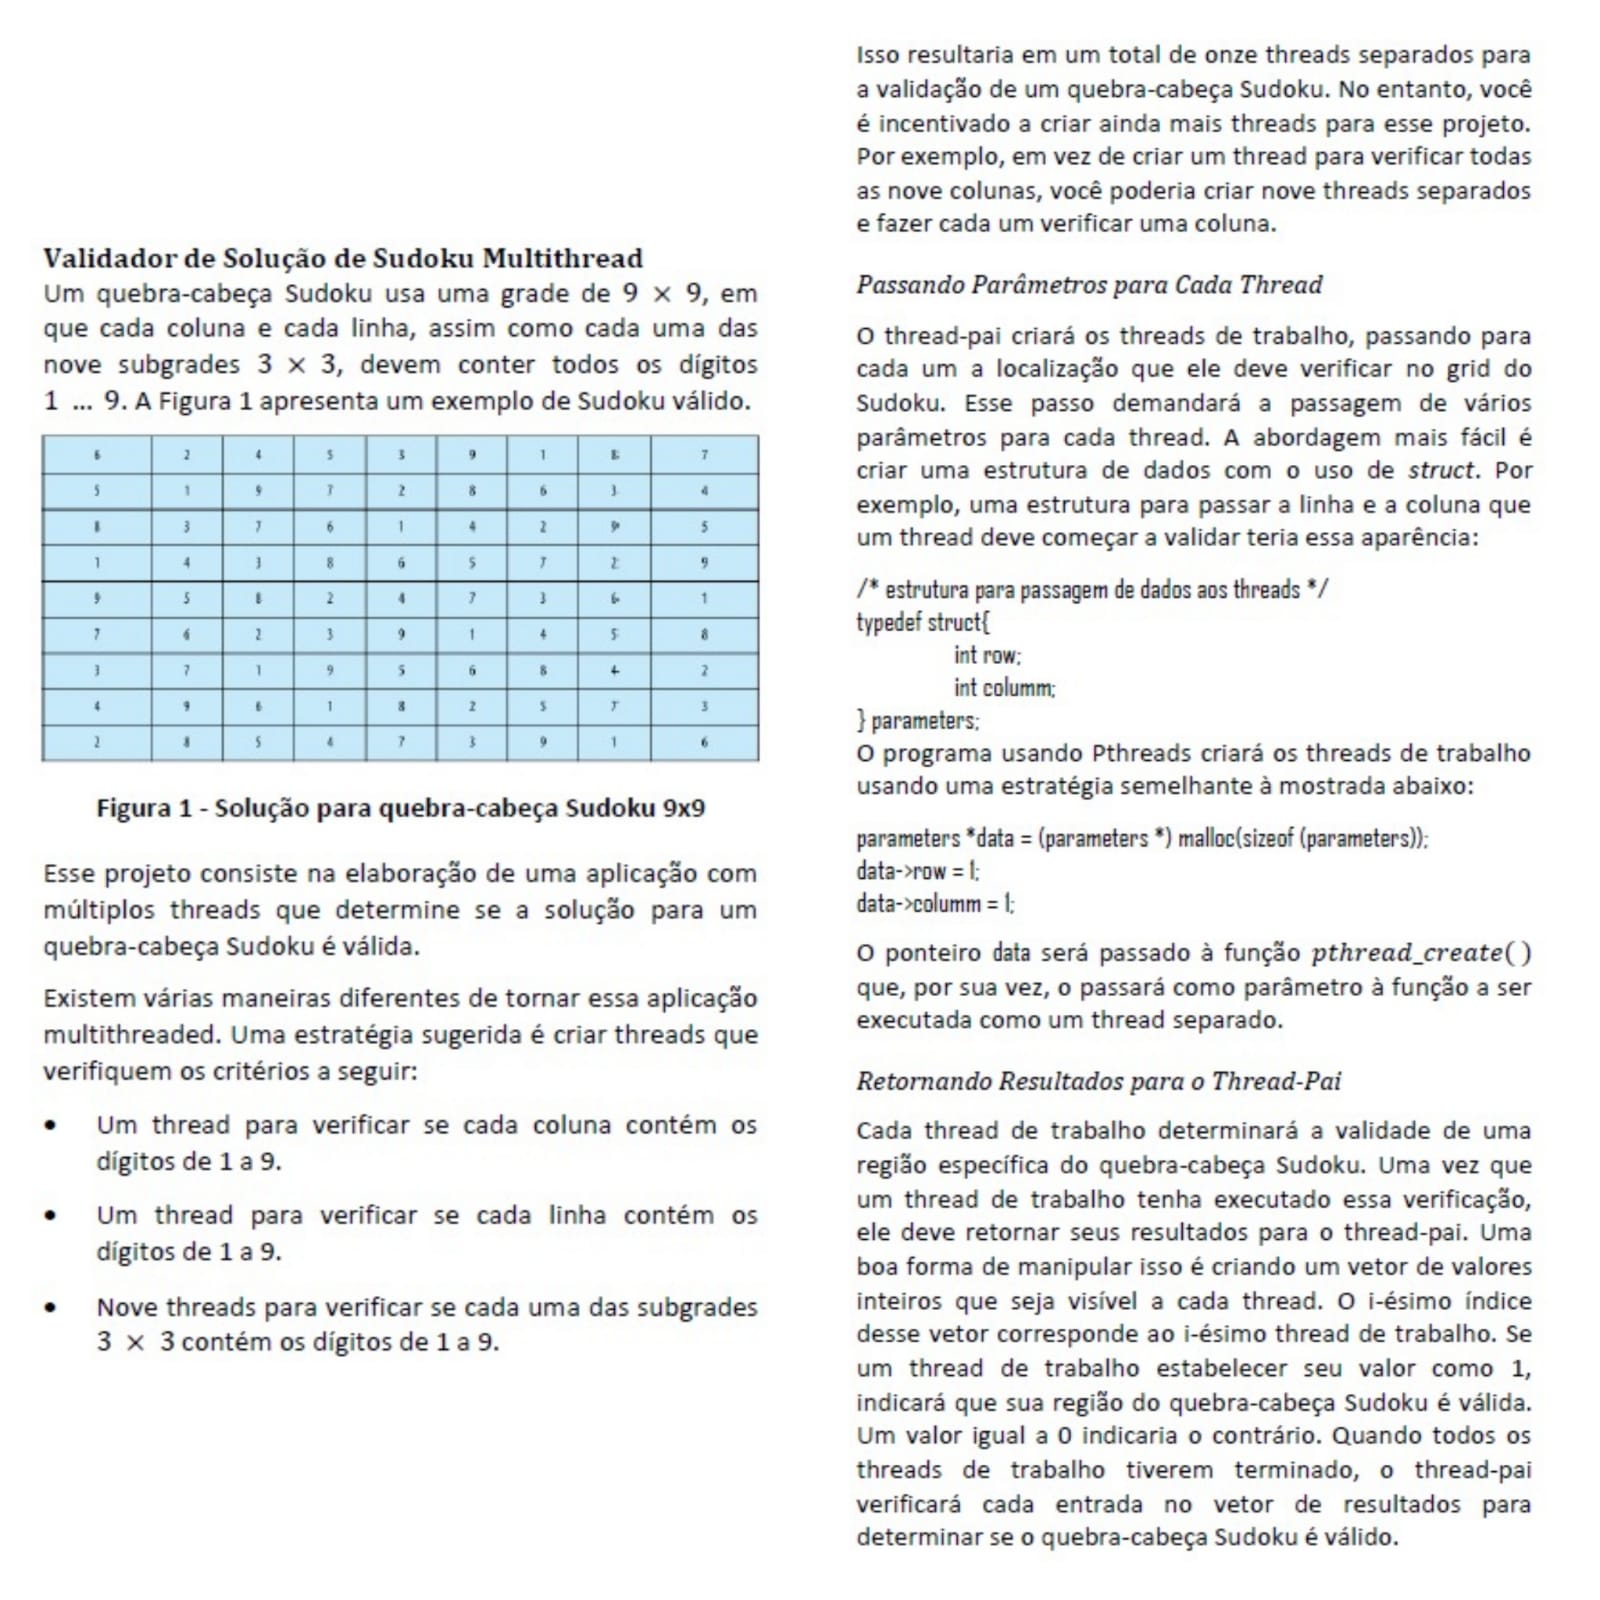 Validador de Solução de Sudoku Multithread
Um quebra-cabeça Sudoku usa uma grade de 9 × 9, em
que cada coluna e cada linha, assim como cada uma das
nove subgrades 3 × 3, devem conter todos os dígitos
1 ... 9. A Figura 1 apresenta um exemplo de Sudoku válido.
6 2 4 5 3 9 1 8 7
5 1 9 7 2 8 6 3 4
8 3 7 6 1 4 2 9 5
1 4 3 8 6 5 7 2 9
9 5 8 2 4 7 3 6 1
7 6 2 3 9 1 4 5 8
3 7 1 9 5 6 8 4 2
4 9 6 1 8 2 5 7 3
2 8 5 4 7 3 9 1 6
Figura 1 - Solução para quebra-cabeça Sudoku 9x9
Esse projeto consiste na elaboração de uma aplicação com
múltiplos threads que determine se a solução para um
quebra-cabeça Sudoku é válida.
Existem várias maneiras diferentes de tornar essa aplicação
multithreaded. Uma estratégia sugerida é criar threads que
verifiquem os critérios a seguir:
• Um thread para verificar se cada coluna contém os
dígitos de 1 a 9.
• Um thread para verificar se cada linha contém os
dígitos de 1 a 9.
• Nove threads para verificar se cada uma das subgrades
3 × 3 contém os dígitos de 1 a 9.
Isso resultaria em um total de onze threads separados para
a validação de um quebra-cabeça Sudoku. No entanto, você
é incentivado a criar ainda mais threads para esse projeto.
Por exemplo, em vez de criar um thread para verificar todas
as nove colunas, você poderia criar nove threads separados
e fazer cada um verificar uma coluna.
Passando Parâmetros para Cada Thread
O thread-pai criará os threads de trabalho, passando para
cada um a localização que ele deve verificar no grid do
Sudoku. Esse passo demandará a passagem de vários
parâmetros para cada thread. A abordagem mais fácil é
criar uma estrutura de dados com o uso de struct. Por
exemplo, uma estrutura para passar a linha e a coluna que
um thread deve começar a validar teria essa aparência:
/* estrutura para passagem de dados aos threads */
typedef struct{
int row;
int columm;
} parameters;
O programa usando Pthreads criará os threads de trabalho
usando uma estratégia semelhante à mostrada abaixo:
parameters *data = (parameters *) malloc(sizeof (parameters));
data->row = 1;
data->columm = 1;
O ponteiro data será passado à função pthread_create( )
que, por sua vez, o passará como parâmetro à função a ser
executada como um thread separado.
Retornando Resultados para o Thread-Pai
Cada thread de trabalho determinará a validade de uma
região específica do quebra-cabeça Sudoku. Uma vez que
um thread de trabalho tenha executado essa verificação,
ele deve retornar seus resultados para o thread-pai. Uma
boa forma de manipular isso é criando um vetor de valores
inteiros que seja visível a cada thread. O i-ésimo índice
desse vetor corresponde ao i-ésimo thread de trabalho. Se
um thread de trabalho estabelecer seu valor como 1,
indicará que sua região do quebra-cabeça Sudoku é válida.
Um valor igual a 0 indicaria o contrário. Quando todos os
threads de trabalho tiverem terminado, o thread-pai
verificará cada entrada no vetor de resultados para
determinar se o quebra-cabeça Sudoku é válido.